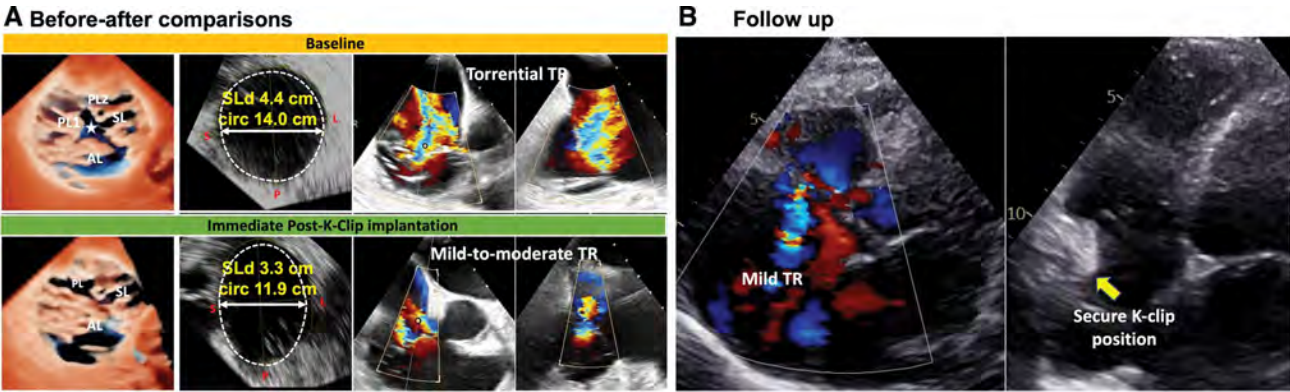 A Before-after comparisons
Baseline
PL2
PL1
SL
AL
SLd 4.4 cm
circ 14.0 cm
S
L
P
Torrential TR
Immediate Post-K-Clip implantation
PL
SL
AL
SLd 3.3 cm
circ 11.9 cm
S
Mild-to-moderate TR
B Follow up
5
Mild TR
5
10
Secure K-clip
position